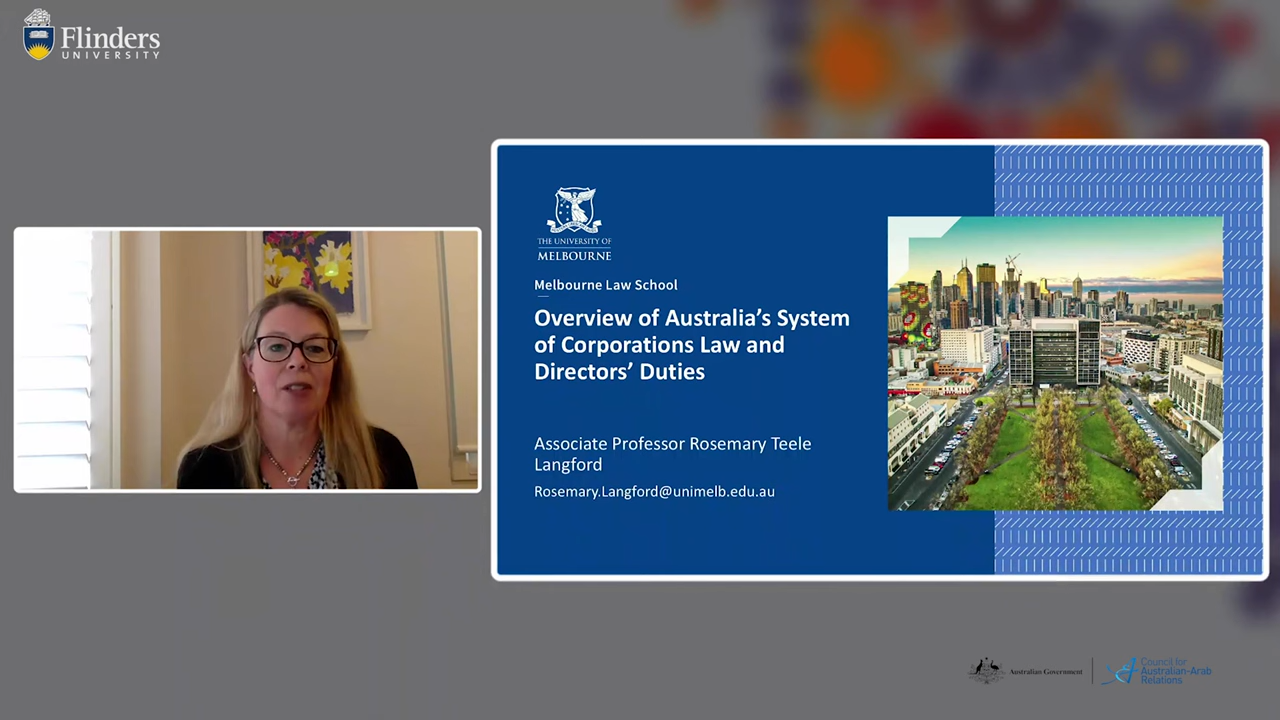 Flinders
UNIVERSITY
THE UNIVERSITY OF
MELBOURNE
Melbourne Law School
Overview of Australia's System
of Corporations Law and
Directors' Duties
Associate Professor Rosemary Teele
Langford
Rosemary.Langford@unimelb.edu.au
Australian Government
Council for
Australian-Arab
Relations